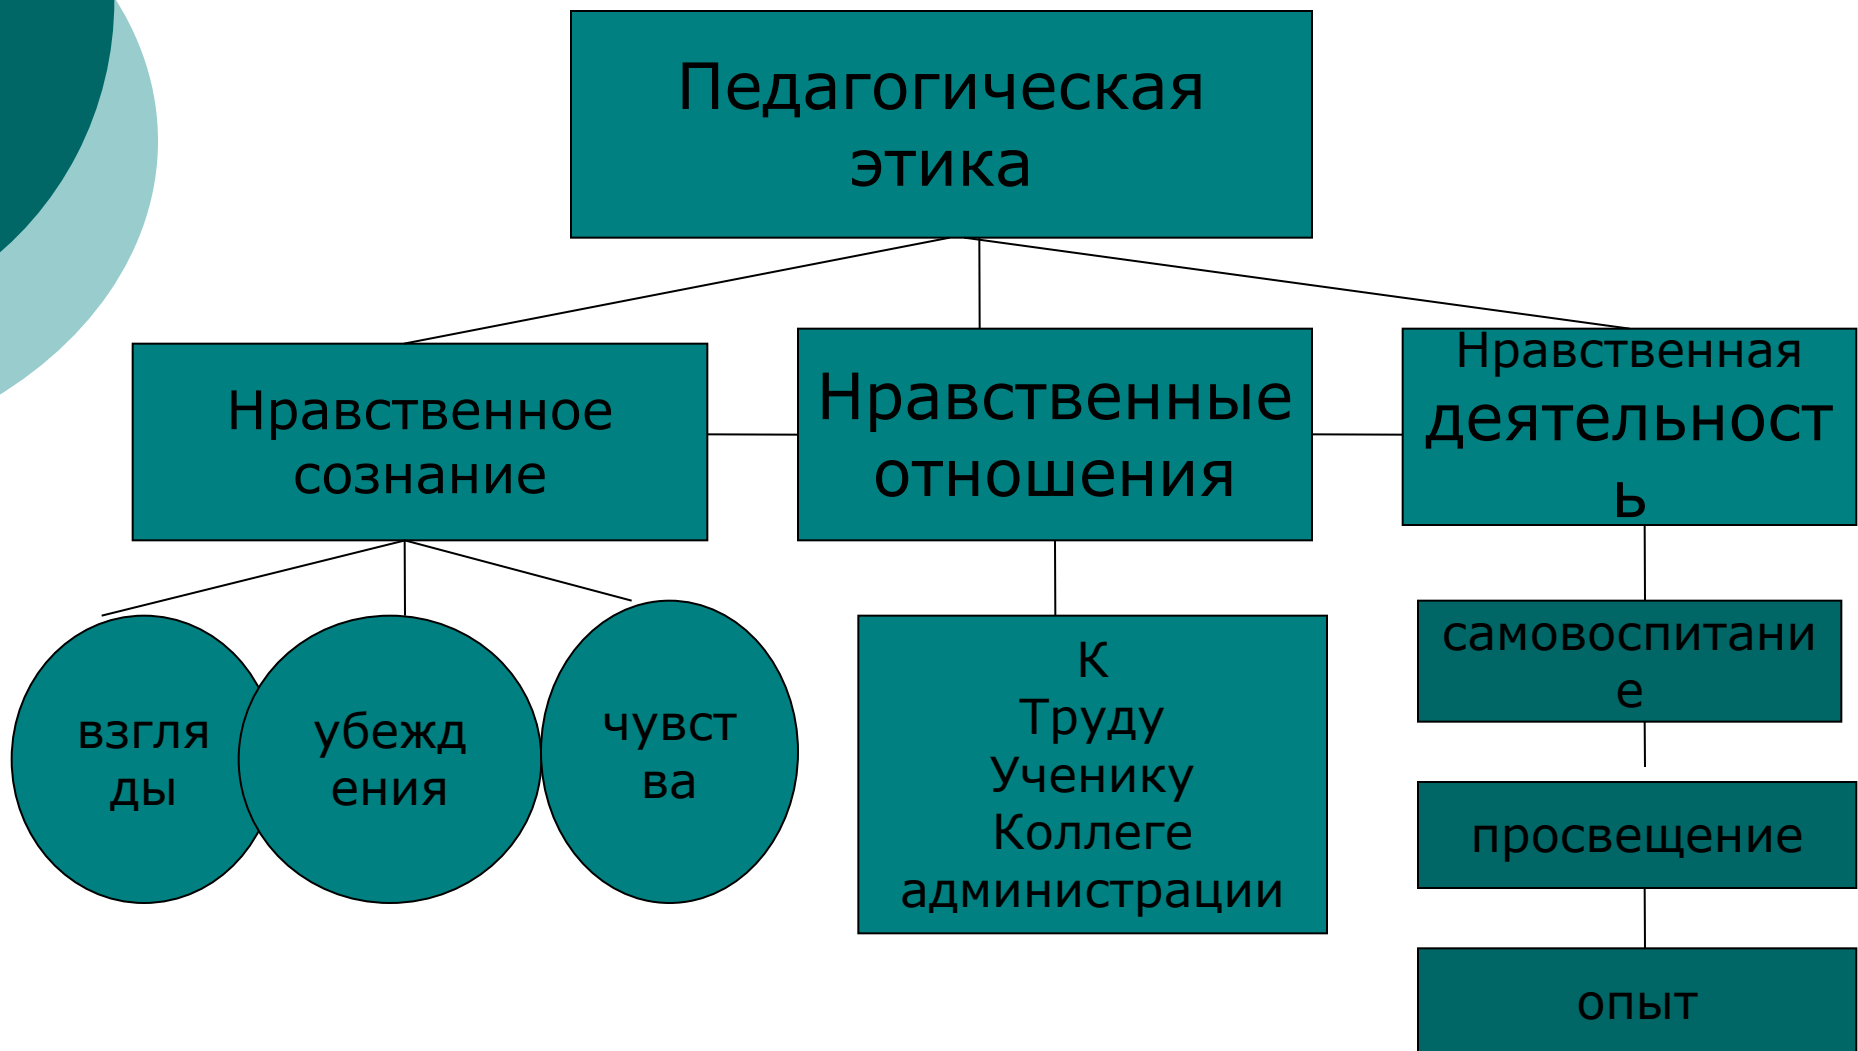 Педагогическая
этика
Нравственное
сознание
Нравственные
отношения
Нравственная
деятельност
ь
взгля
ды
убежд
ения
чувст
ва
К
Труду
Ученику
Коллеге
администрации
самовоспитани
е
просвещение
опыт